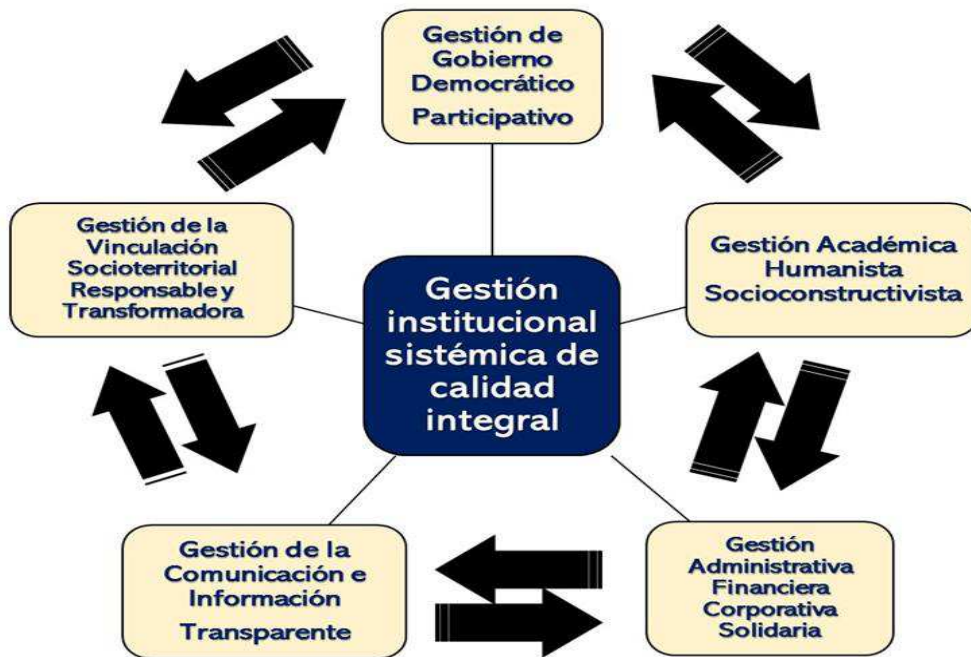 Gestión de
Gobierno
Democrático
Participativo
Gestión de la
Vinculación
Socioterritorial
Responsable y
Transformadora
Gestión Académica
Humanista
Socioconstructivista
Gestión
institucional
sistémica de
calidad
integral
Gestión de la
Comunicación e
Información
Transparente
Gestión
Administrativa
Financiera
Corporativa
Solidaria